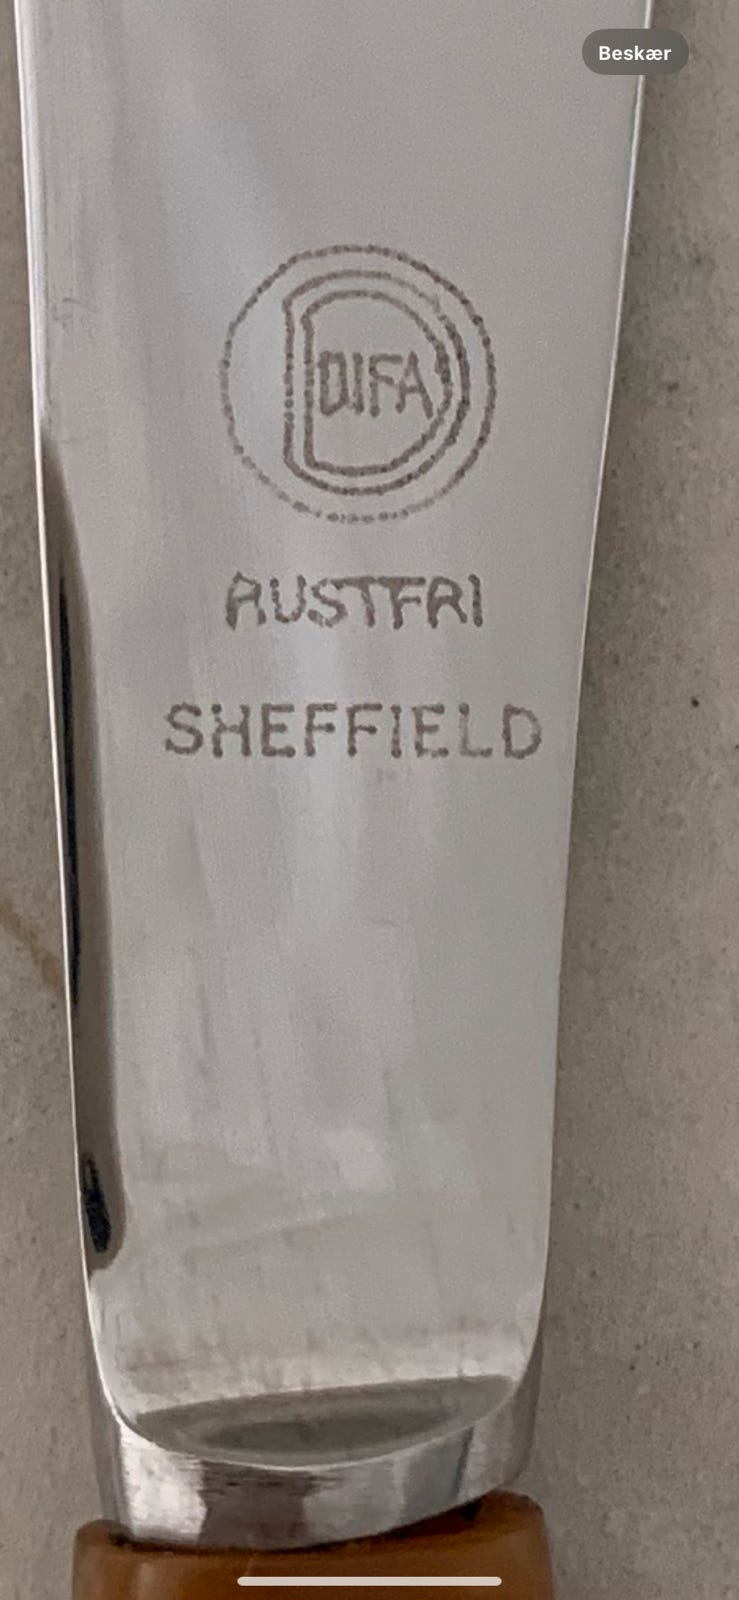 Beskær
DIFA
RUSTFRI
SHEFFIELD